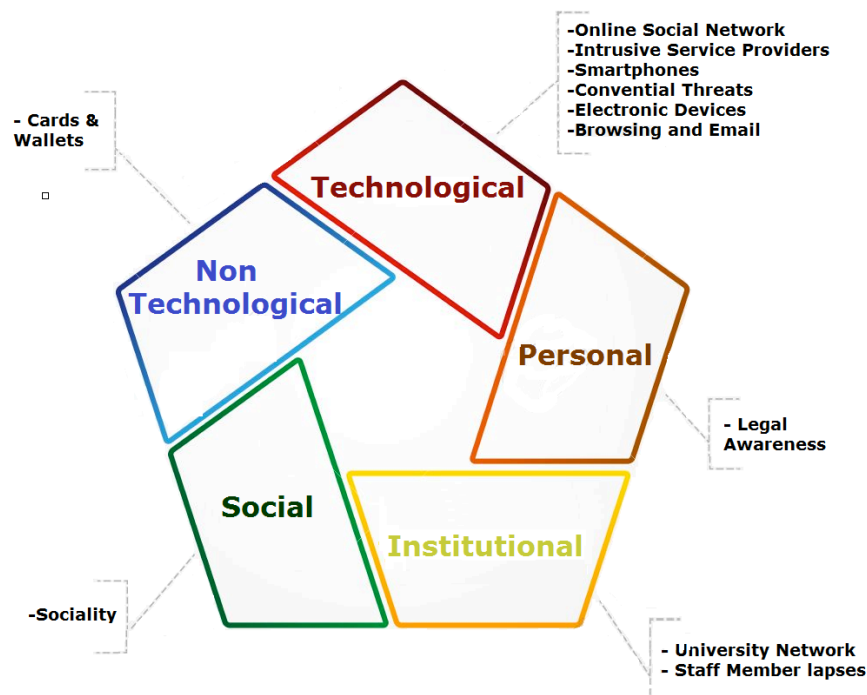 -Online Social Network
-Intrusive Service Providers
-Smartphones
-Convential Threats
-Electronic Devices
-Browsing and Email
- Cards &
Wallets
Technological
Non
Technological
Personal
- Legal
Awareness
Social
Institutional
-Sociality
- University Network
- Staff Member lapses